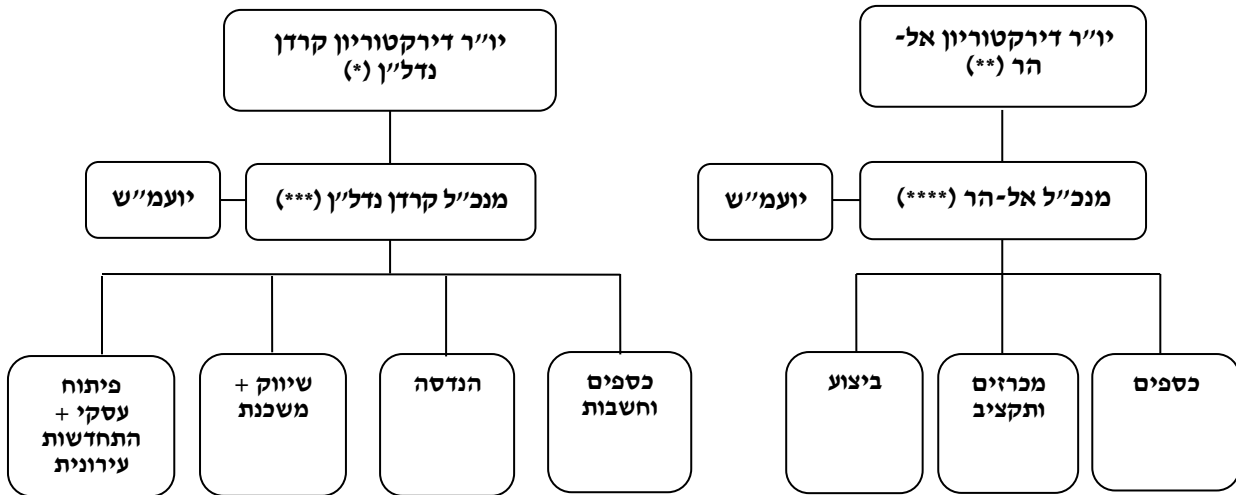 יו״ר דירקטוריון אל-
הר (**)
יו״ר דירקטוריון קרדן
נדל״ן (*)
מנכ״ל אל-הר (****)
יועמ״ש
מנכ״ל קרדן נדל״ן (***)
יועמ״ש
כספים
מכרזים
ותקציב
ביצוע
כספים
וחשבות
הנדסה
שיווק +
משכנת
פיתוח
עסקי +
התחדשות
עירונית